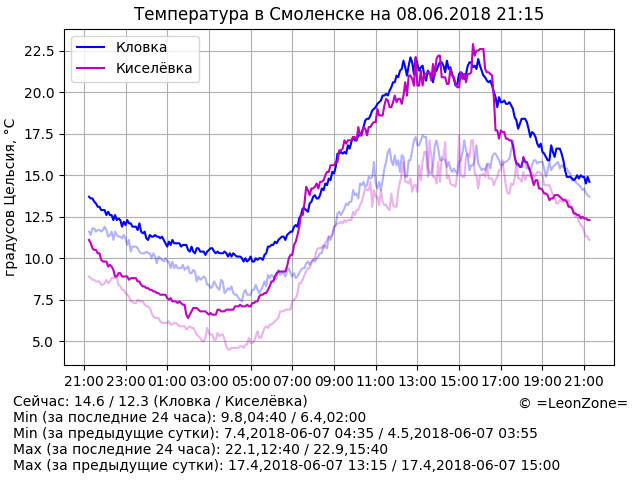 Температура в Смоленске на 08.06.2018 21:15
Кловка
Киселёвка
градусов Цельсия, °C
22.5
20.0
17.5
15.0
12.5
10.0
7.5
5.0
21:00 23:00 01:00 03:00 05:00 07:00 09:00 11:00 13:00 15:00 17:00 19:00 21:00
Сейчас: 14.6 / 12.3 (Кловка / Киселёвка)
© =LeonZone=
Min (за последние 24 часа): 9.8,04:40 / 6.4,02:00
Min (за предыдущие сутки): 7.4,2018-06-07 04:35 / 4.5,2018-06-07 03:55
Max (за последние 24 часа): 22.1,12:40 / 22.9,15:40
Max (за предыдущие сутки): 17.4,2018-06-07 13:15 / 17.4,2018-06-07 15:00